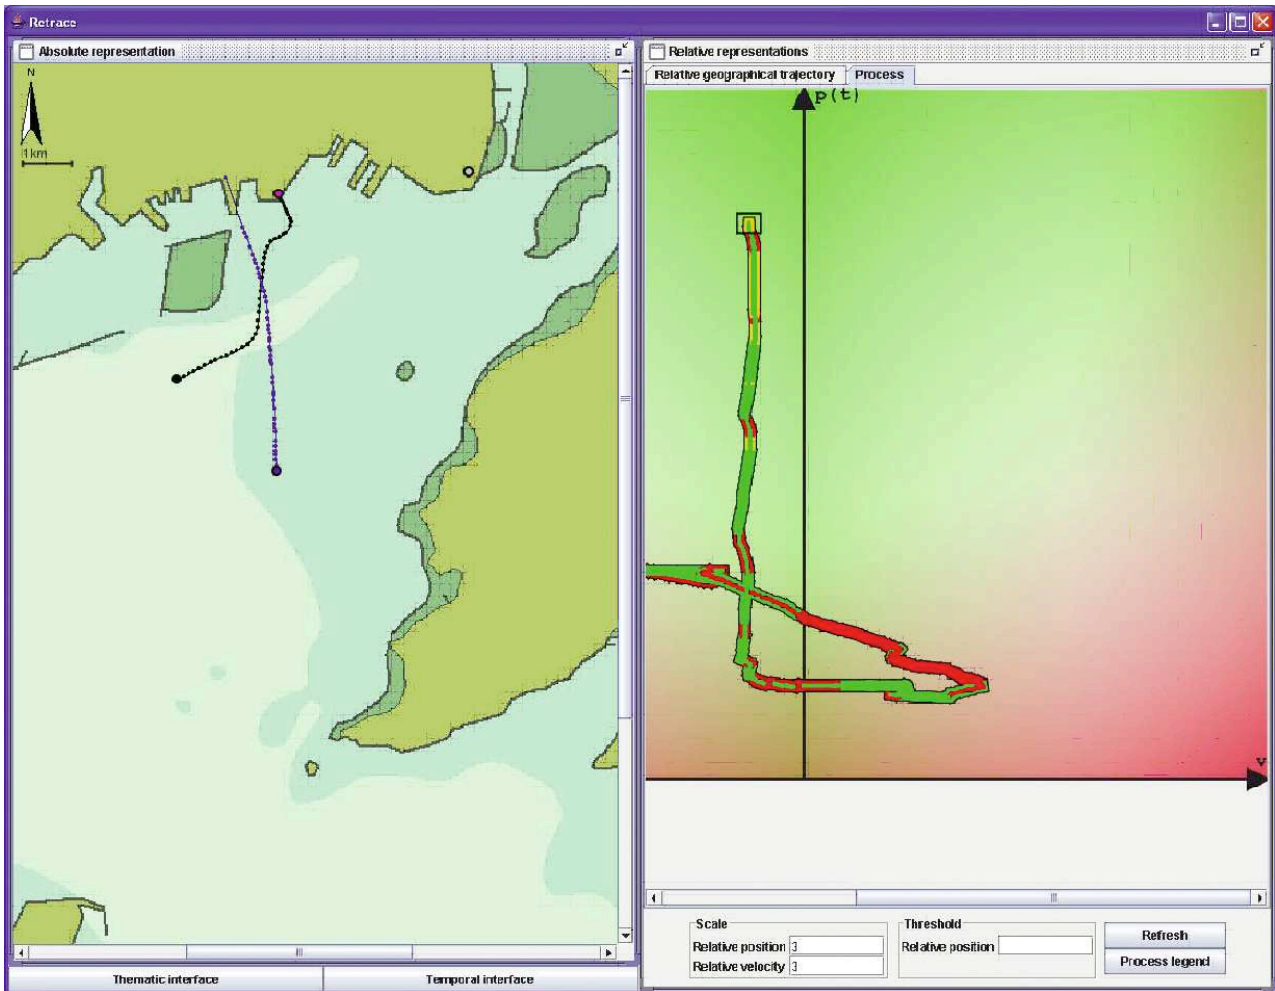 Retrace
Absolute representation
N
1km
Thematic interface
Temporal interface
Relative representations
Relative geographical trajectory
Process
p(t)
v
Scale
Relative position 3
Relative velocity 3
Threshold
Relative position
Refresh
Process legend